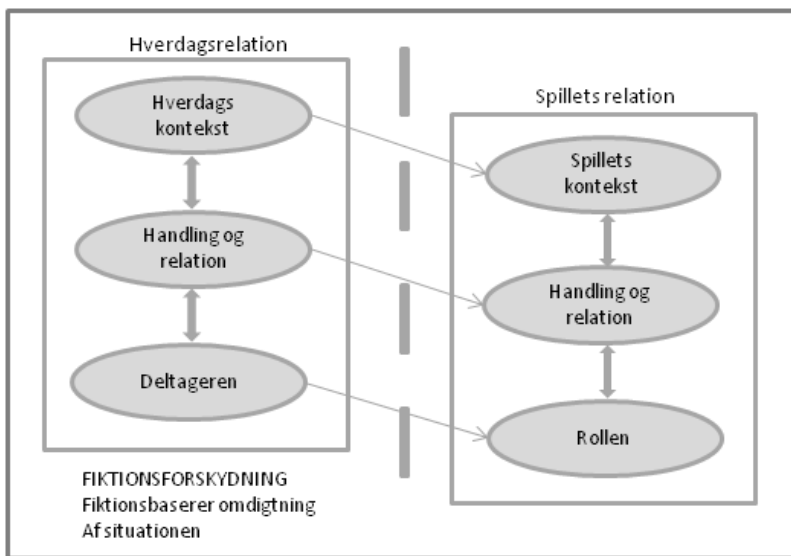 Hverdagsrelation
Hverdags
kontekst
Handling og
relation
Deltageren
Spillets relation
Spillets
kontekst
Handling og
relation
Rollen
FIKTIONSFORSKYDNING
Fiktionsbaserer omdigtning
Af situationen